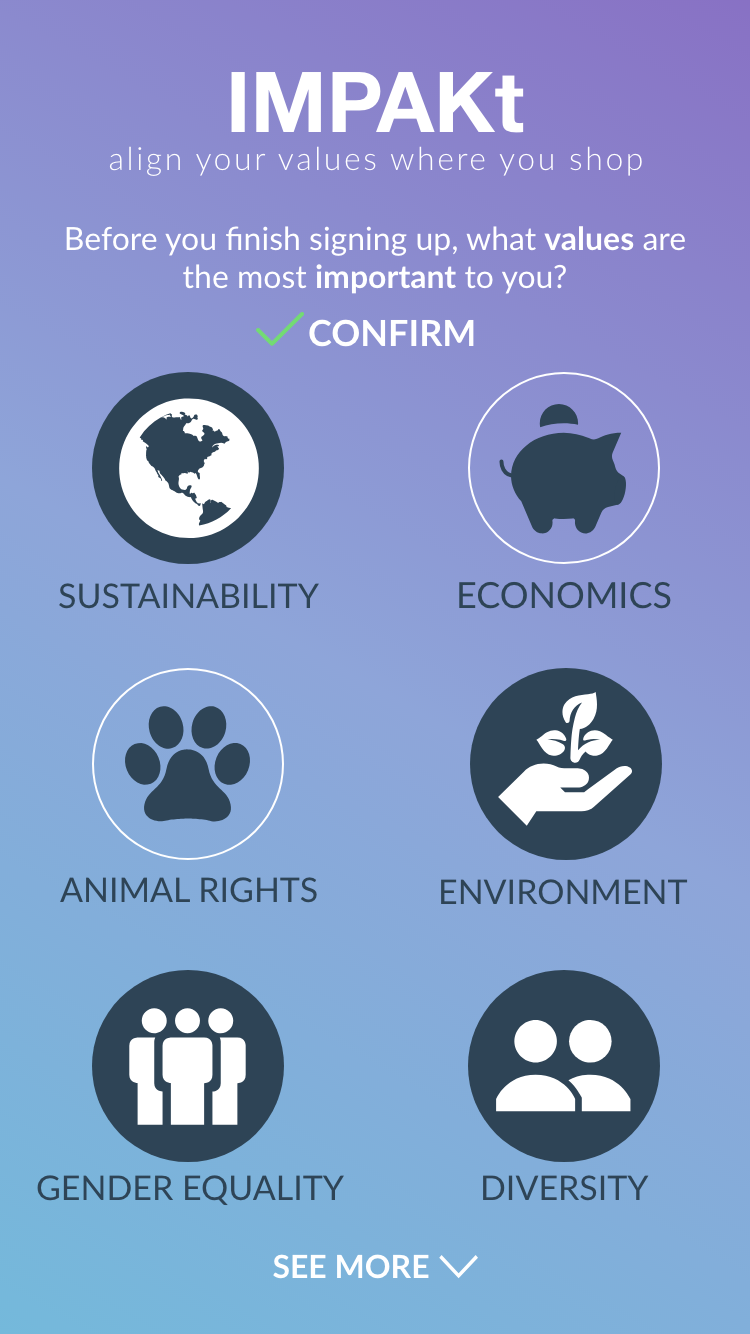 IMPAKt
align your values where you shop
Before you finish signing up, what values are
the most important to you?
CONFIRM
SUSTAINABILITY
ECONOMICS
ANIMAL RIGHTS
ENVIRONMENT
GENDER EQUALITY
DIVERSITY
SEE MORE